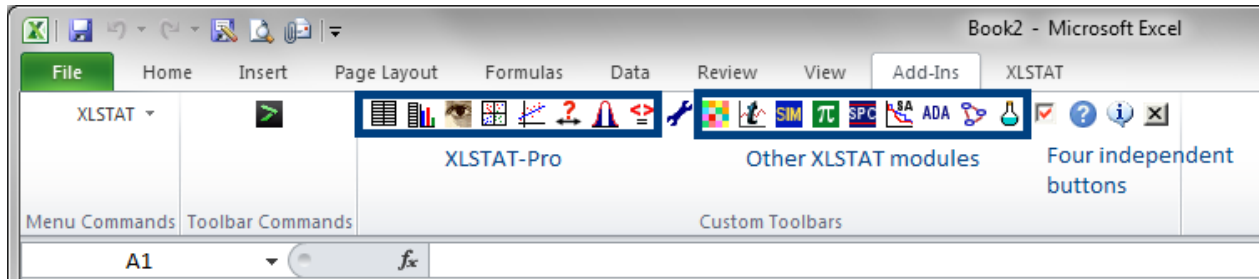 Book2 - Microsoft Excel
File Home Insert Page Layout Formulas Data Review View Add-Ins XLSTAT
XLSTAT
SIM π SPC SA ADA
XLSTAT-Pro Other XLSTAT modules Four independent
buttons
Menu Commands Toolbar Commands Custom Toolbars
A1 fx